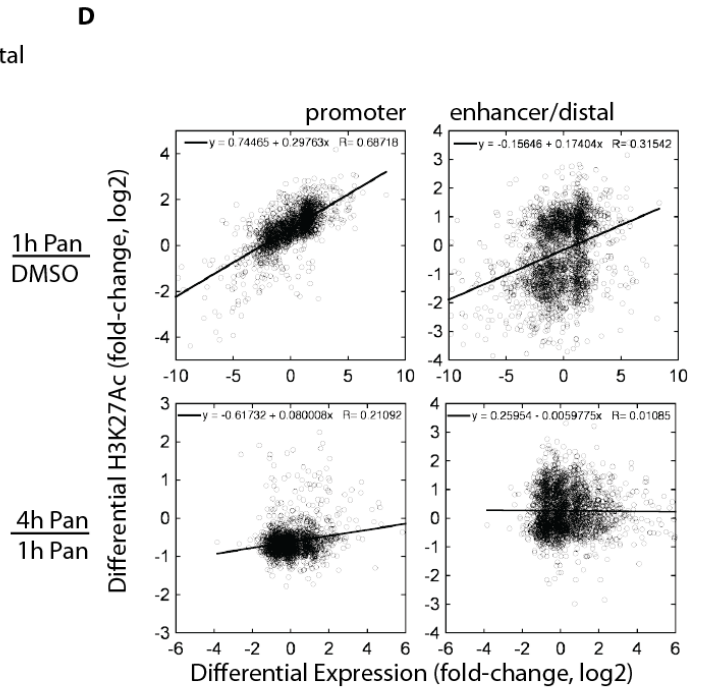 D
tal
promoter enhancer/distal
1h Pan
DMSO
4h Pan
1h Pan
Differential H3K27Ac (fold-change, log2)
y = 0.74465 + 0.29763x R= 0.68718
4
2
0
-2
-4
-10 -5 0 5 10
y = -0.15646 + 0.17404x R= 0.31542
4
3
2
1
0
-1
-2
-3
-4
-10 -5 0 5 10
y = -0.61732 + 0.080008x R= 0.21092
3
2
1
0
-1
-2
-3
-6 -4 -2 0 2 4 6
y = 0.25954 - 0.0059775x R= 0.01085
4
3
2
1
0
-1
-2
-3
-4
-6 -4 -2 0 2 4 6
Differential Expression (fold-change, log2)